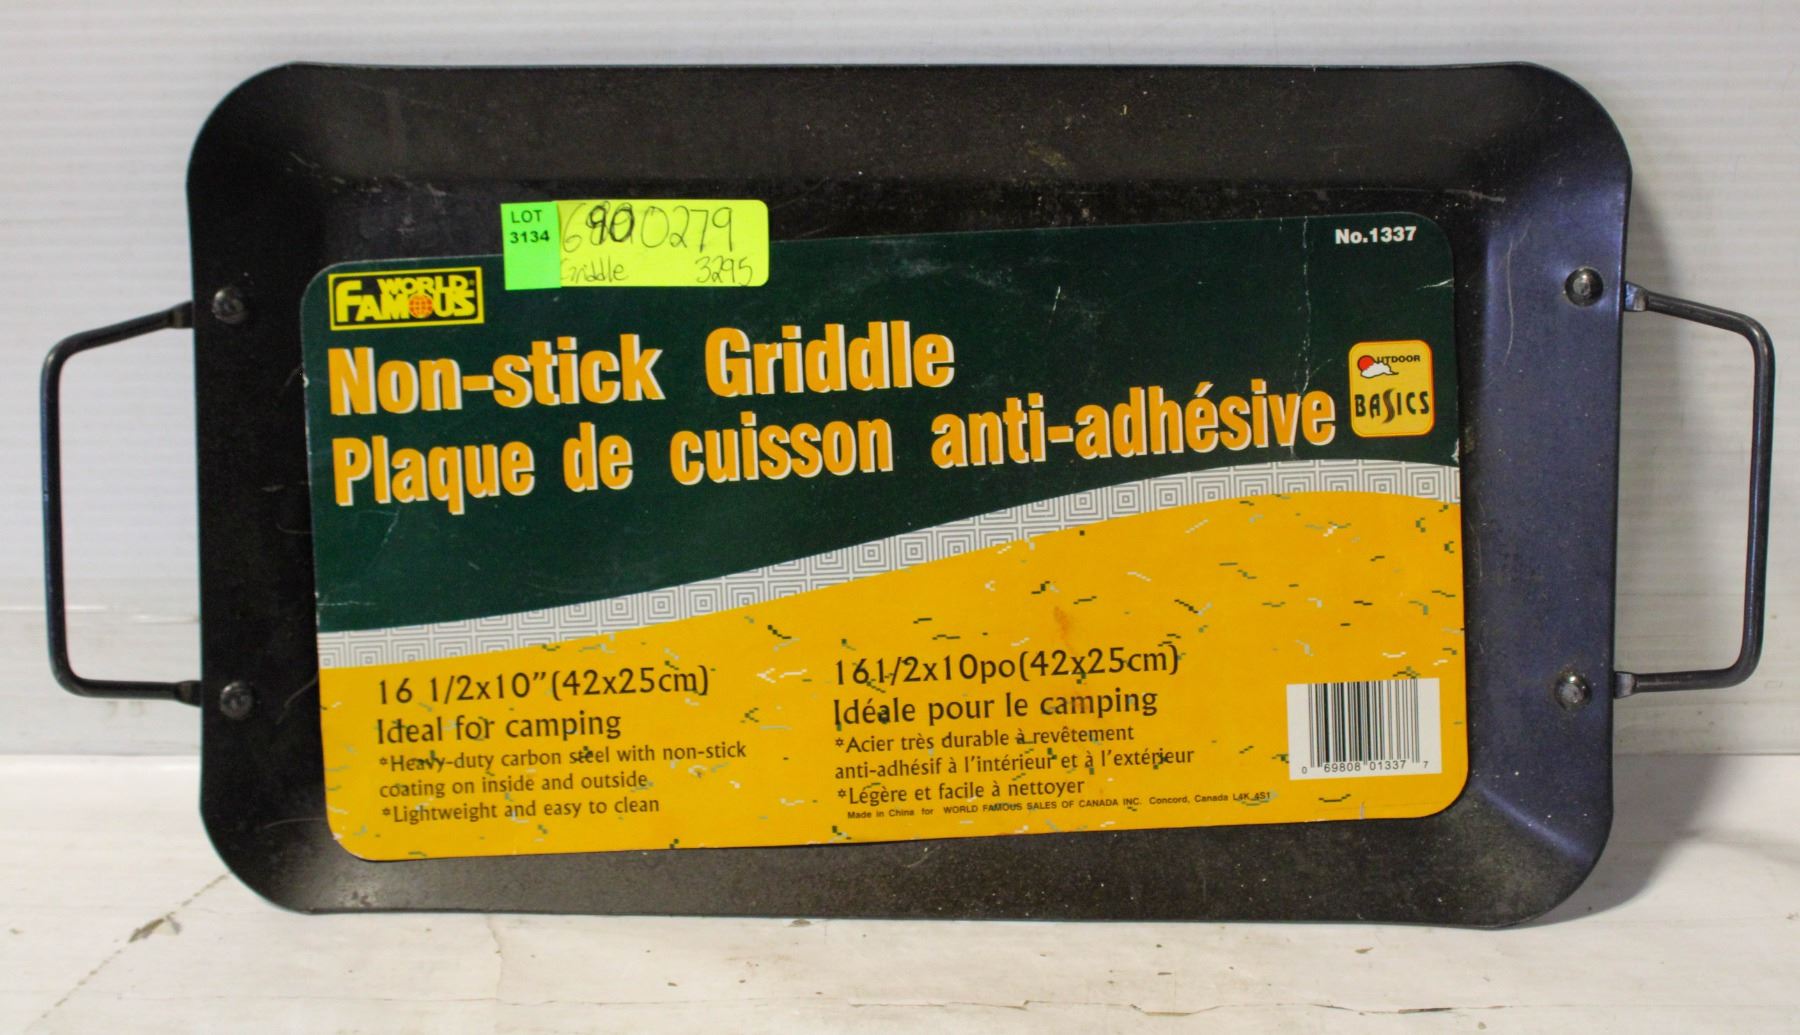 LOT
3134
Griddle 3295
No.1337
WORLD
FAMOUS
Non-stick Griddle
Plaque de cuisson anti-adhésive
OUTDOOR
BASICS
16 1/2x10"(42x25cm)
Ideal for camping
*Heavy-duty carbon steel with non-stick
coating on inside and outside
*Lightweight and easy to clean
16 1/2x10po(42x25cm)
Idéale pour le camping
*Acier très durable à revêtement
anti-adhésif à l'intérieur et à l'extérieur
*Légère et facile à nettoyer
Made in China for WORLD FAMOUS SALES OF CANADA INC. Concord, Canada L4K 4S1
0 69808 01337 7